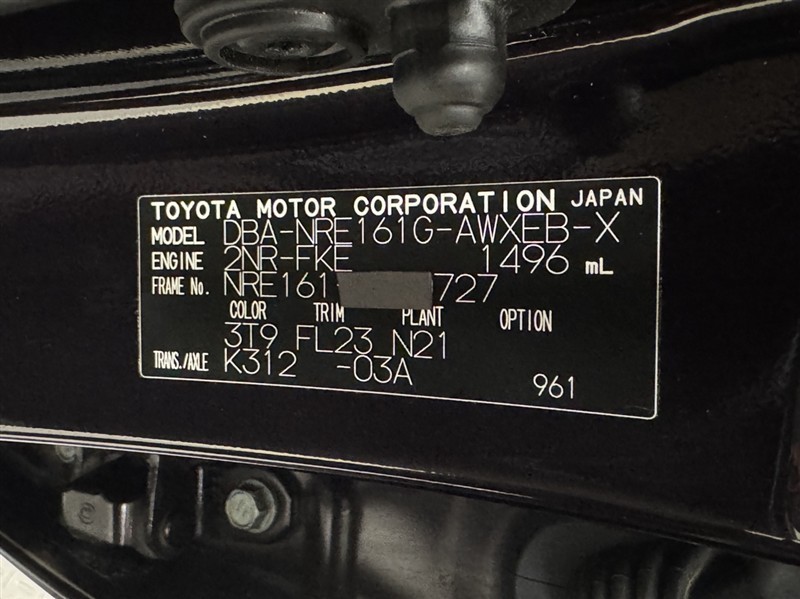 TOYOTA MOTOR CORPORATION JAPAN
MODEL DBA-NRE161G-AWXEB-X
ENGINE 2NR-FKE 1496 mL
FRAME No. NRE161 727
COLOR TRIM PLANT OPTION
3T9 FL23 N21
TRANS./AXLE K312 -03A
961